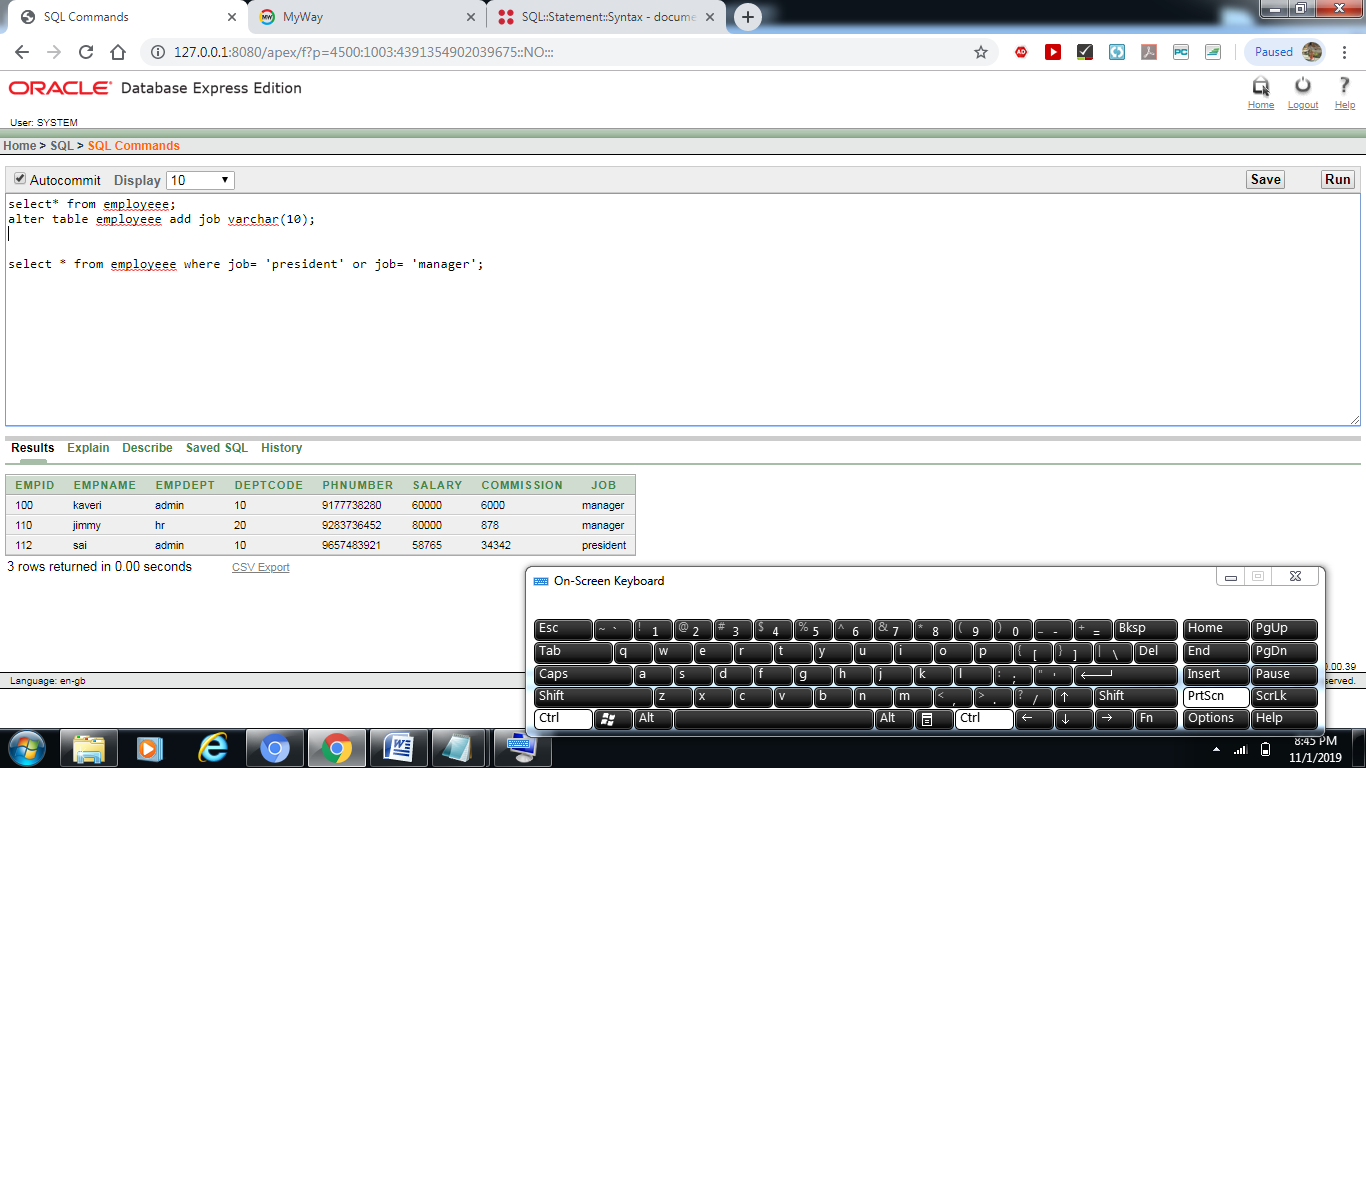 SQL Commands
MyWay
SQL::Statement::Syntax - docume
127.0.0.1:8080/apex/f?p=4500:1003:4391354902039675::NO:::
Paused
ORACLE Database Express Edition
Home Logout Help
User: SYSTEM
Home > SQL > SQL Commands
Autocommit Display 10 Save Run
select* from employeee;
alter table employeee add job varchar(10);
select * from employeee where job= 'president' or job= 'manager';
Results Explain Describe Saved SQL History
EMPID EMPNAME EMPDEPT DEPTCODE PHNUMBER SALARY COMMISSION JOB
100 kaveri admin 10 9177738280 60000 6000 manager
110 jimmy hr 20 9283736452 80000 878 manager
112 sai admin 10 9657483921 58765 34342 president
3 rows returned in 0.00 seconds CSV Export
On-Screen Keyboard
Esc ~ ` ! 1 @ 2 # 3 $ 4 % 5 ^ 6 & 7 * 8 ( 9 ) 0 _ - + = Bksp Home PgUp
Tab q w e r t y u i o p { [ } ] | \ Del End PgDn
Caps a s d f g h j k l : ; " ' Insert Pause
Shift z x c v b n m < , > . ? / ↑ Shift PrtScn ScrLk
Ctrl Alt Alt Ctrl ← ↓ → Fn Options Help
.00.39
Language: en-gb
served.
8:45 PM
11/1/2019